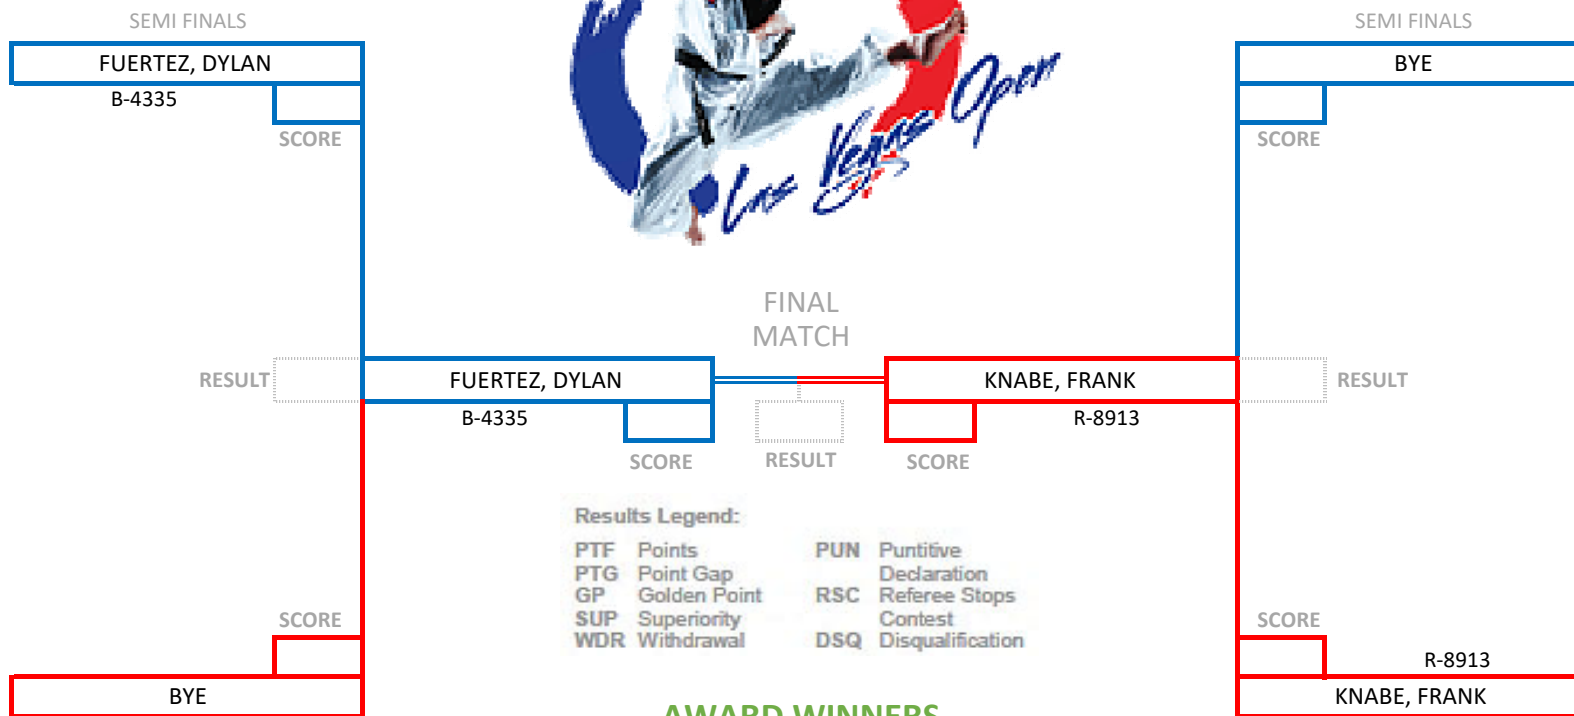 SEMI FINALS
SEMI FINALS
FUERTEZ, DYLAN
BYE
B-4335
SCORE
SCORE
Las Vegas Open
FINAL
MATCH
RESULT
FUERTEZ, DYLAN
KNABE, FRANK
RESULT
B-4335
R-8913
SCORE
RESULT
SCORE
Results Legend:
PTF Points
PTG Point Gap
GP Golden Point
SUP Superiority
WDR Withdrawal
PUN Puntitive
Declaration
RSC Referee Stops
Contest
DSQ Disqualification
SCORE
SCORE
R-8913
BYE
KNABE, FRANK
AWARD WINNERS